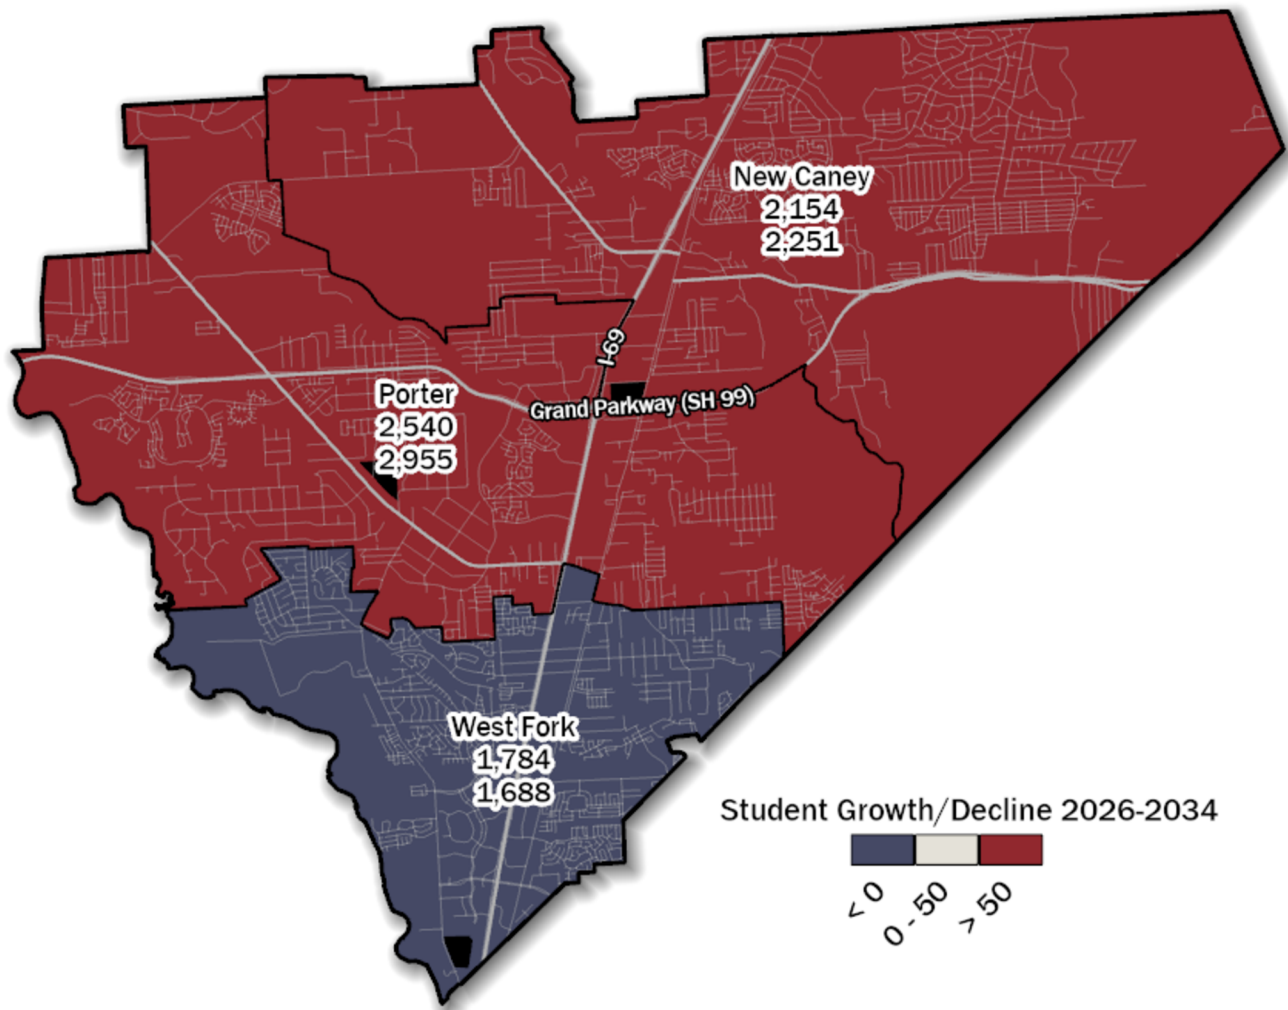 New Caney
2,154
2,251
I-69
Grand Parkway (SH 99)
Porter
2,540
2,955
West Fork
1,784
1,688
Student Growth/Decline 2026-2034
< 0
0 - 50
> 50